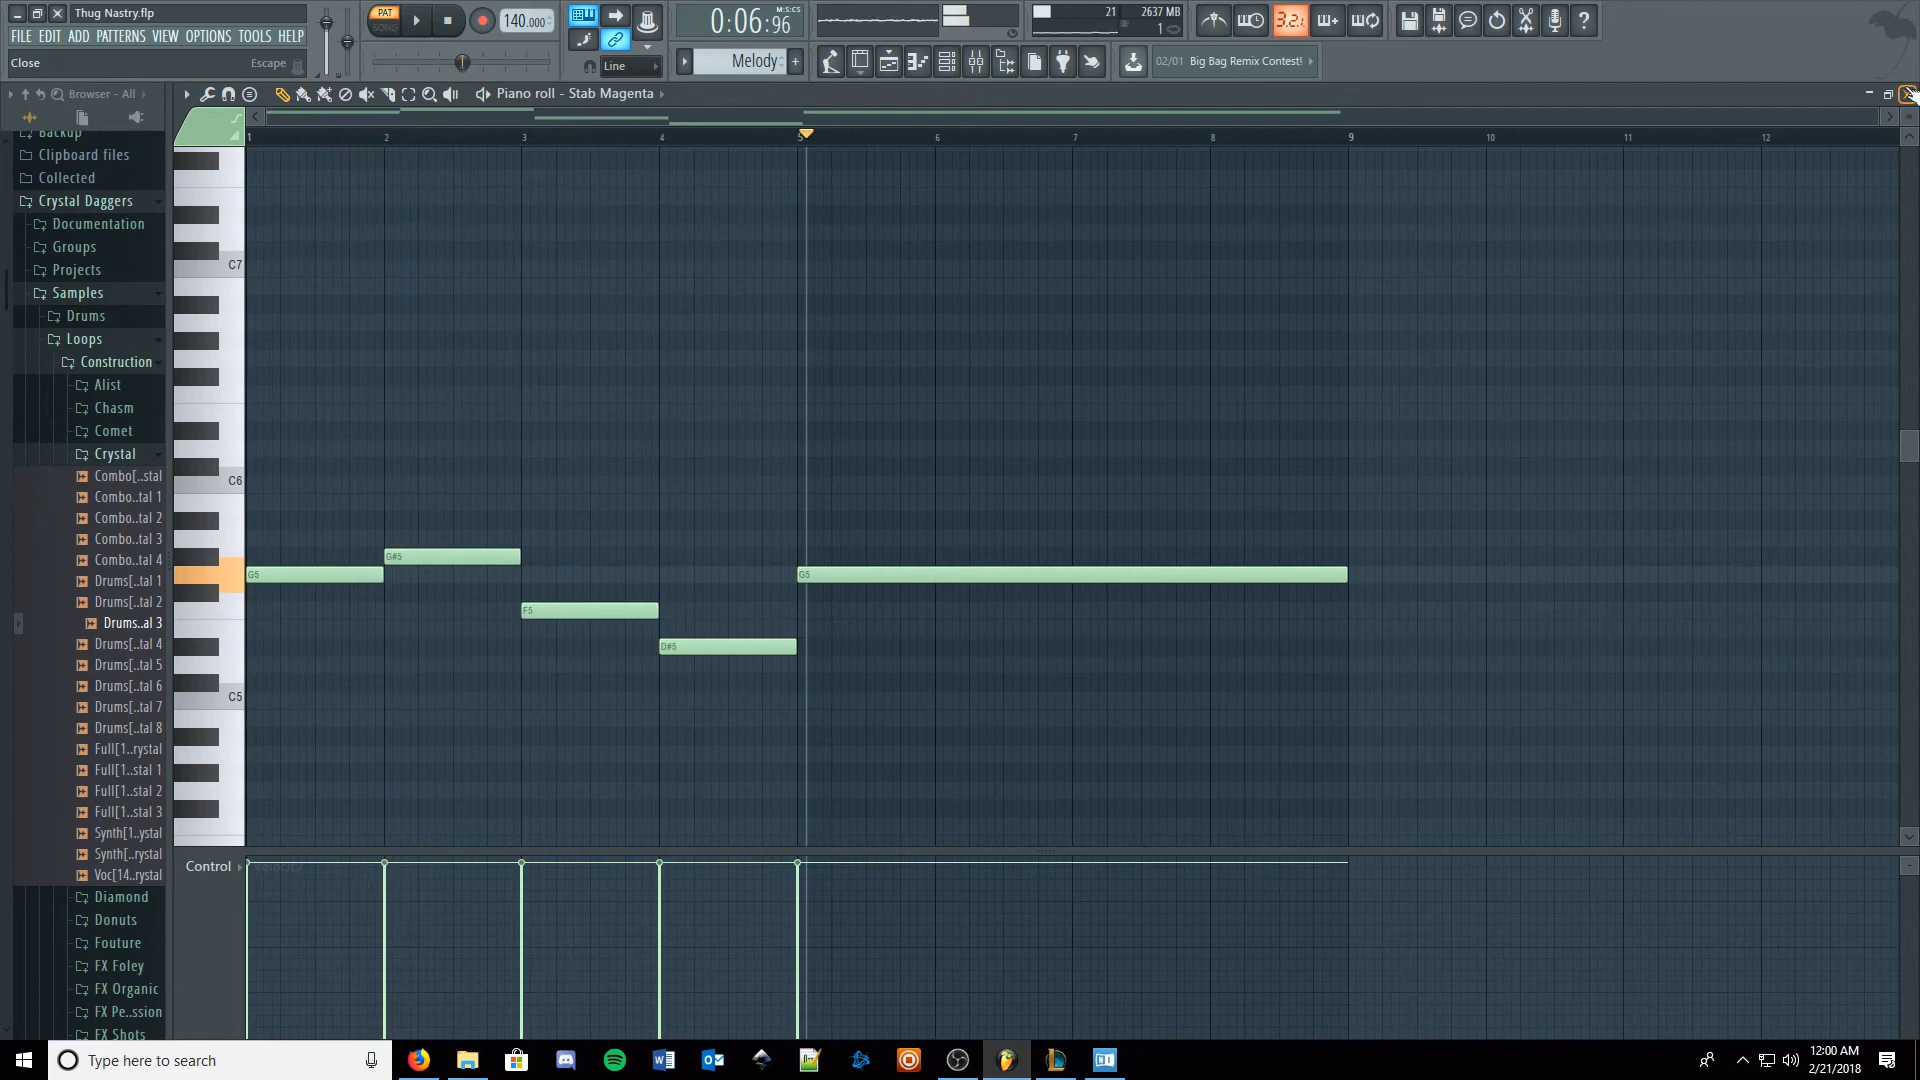 Thug Nastry.flp
FILE EDIT ADD PATTERNS VIEW OPTIONS TOOLS HELP
Close Escape
PAT
SONG
140.000
Line
0:06:96 M:S:CS
Melody
21 2637 MB
1
3.2.
02/01 Big Bag Remix Contest!
Browser - All
Piano roll - Stab Magenta
1 2 3 4 5 6 7 8 9 10 11 12
Backup
Clipboard files
Collected
Crystal Daggers
Documentation
Groups
Projects
Samples
Drums
Loops
Construction
Alist
Chasm
Comet
Crystal
Combo[..stal
Combo..tal 1
Combo..tal 2
Combo..tal 3
Combo..tal 4
Drums[..tal 1
Drums[..tal 2
Drums..al 3
Drums[..tal 4
Drums[..tal 5
Drums[..tal 6
Drums[..tal 7
Drums[..tal 8
Full[1..rystal
Full[1..stal 1
Full[1..stal 2
Full[1..stal 3
Synth[1..ystal
Synth[..rystal
Voc[14..rystal
Diamond
Donuts
Fouture
FX Foley
FX Organic
FX Pe..ssion
FX Shots
C7
C6
C5
G5
G#5
F5
D#5
G5
Control
Velocity
Type here to search
12:00 AM
2/21/2018